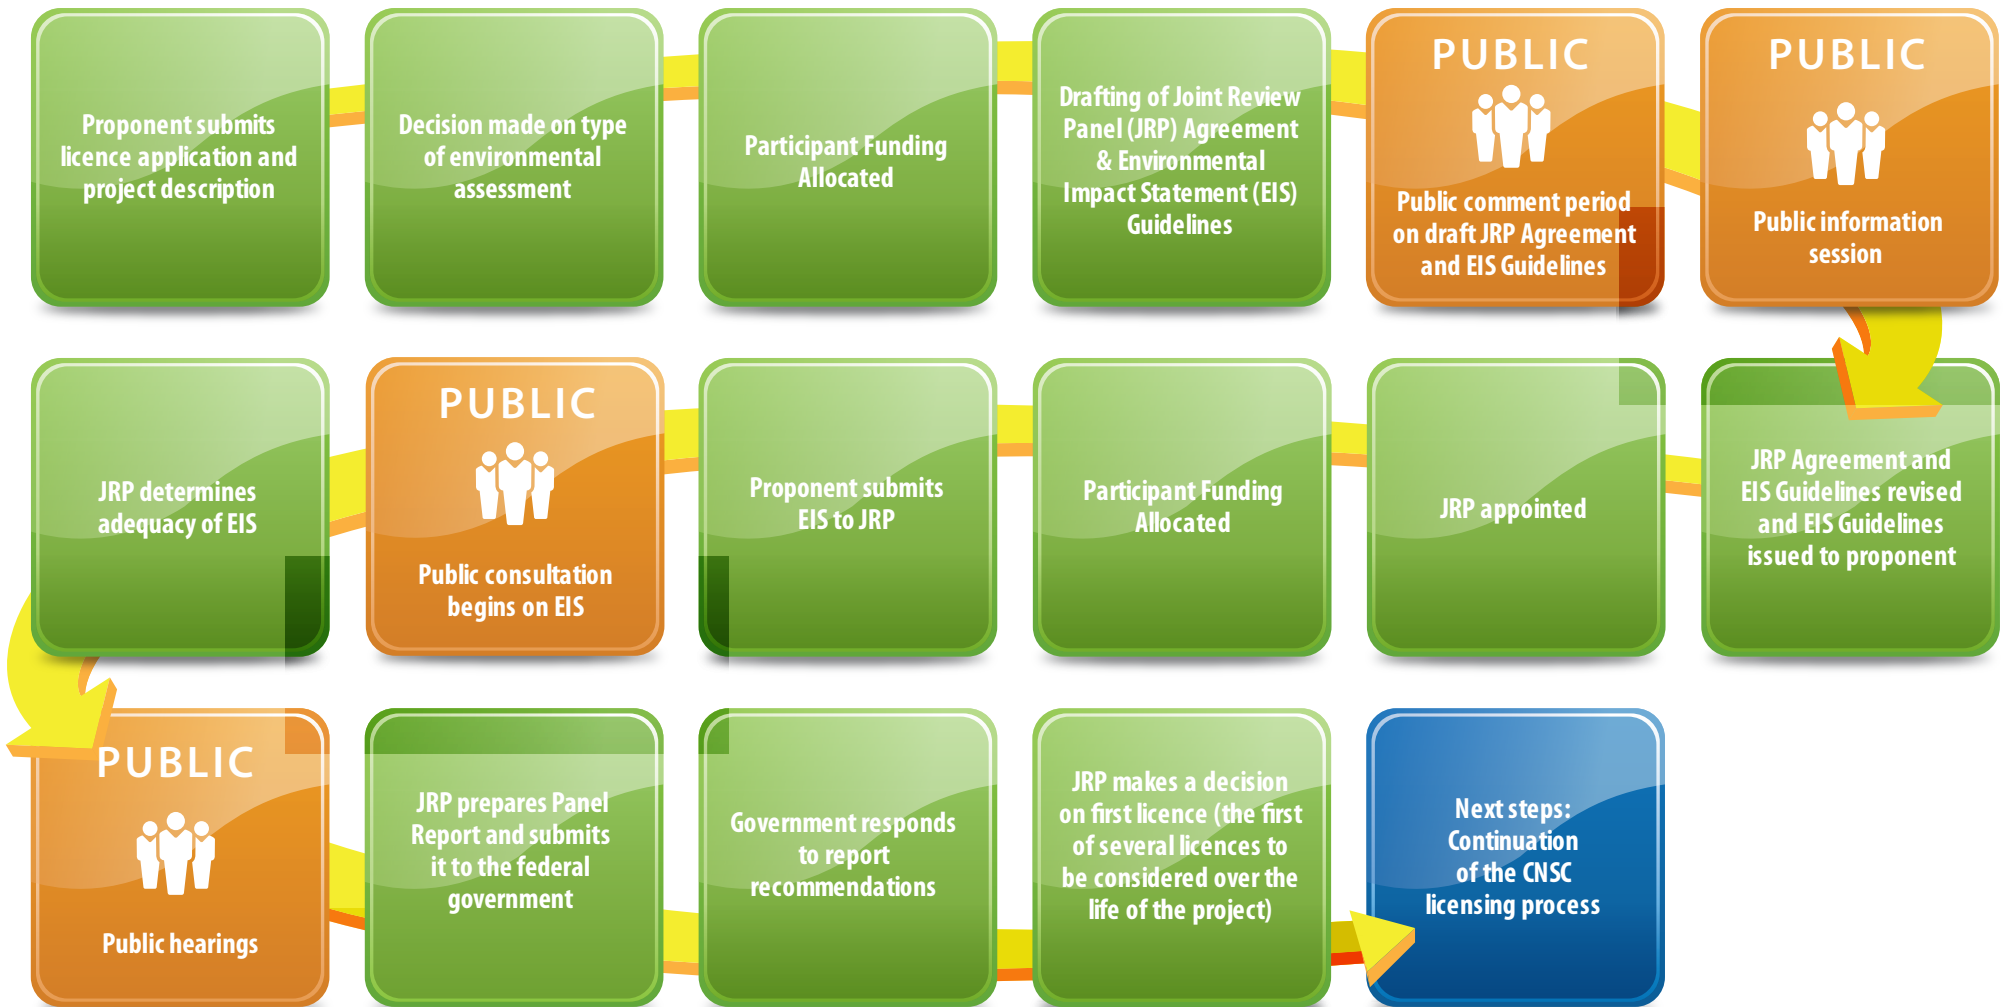 Proponent submits
licence application and
project description
Decision made on type
of environmental
assessment
Participant Funding
Allocated
Drafting of Joint Review
Panel (JRP) Agreement
& Environmental
Impact Statement (EIS)
Guidelines
PUBLIC
Public comment period
on draft JRP Agreement
and EIS Guidelines
PUBLIC
Public information
session
JRP Agreement and
EIS Guidelines revised
and EIS Guidelines
issued to proponent
JRP appointed
Participant Funding
Allocated
Proponent submits
EIS to JRP
PUBLIC
Public consultation
begins on EIS
JRP determines
adequacy of EIS
PUBLIC
Public hearings
JRP prepares Panel
Report and submits
it to the federal
government
Government responds
to report
recommendations
JRP makes a decision
on first licence (the first
of several licences to
be considered over the
life of the project)
Next steps:
Continuation
of the CNSC
licensing process